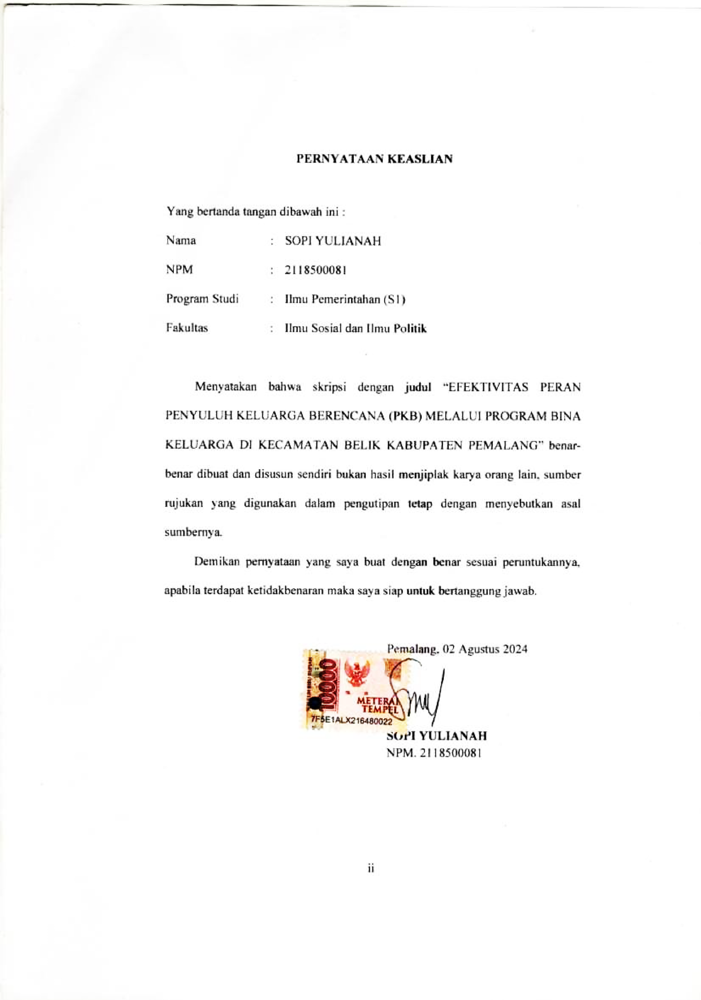 PERNYATAAN KEASLIAN
Yang bertanda tangan dibawah ini :
Nama : SOPI YULIANAH
NPM : 2118500081
Program Studi : Ilmu Pemerintahan (S1)
Fakultas : Ilmu Sosial dan Ilmu Politik
Menyatakan bahwa skripsi dengan judul “EFEKTIVITAS PERAN
PENYULUH KELUARGA BERENCANA (PKB) MELALUI PROGRAM BINA
KELUARGA DI KECAMATAN BELIK KABUPATEN PEMALANG” benar-
benar dibuat dan disusun sendiri bukan hasil menjiplak karya orang lain, sumber
rujukan yang digunakan dalam pengutipan tetap dengan menyebutkan asal
sumbernya.
Demikan pernyataan yang saya buat dengan benar sesuai peruntukannya,
apabila terdapat ketidakbenaran maka saya siap untuk bertanggung jawab.
Pemalang, 02 Agustus 2024
10000
METERAI
TEMPEL
7F5E1ALX216480022
SOPI YULIANAH
NPM. 2118500081
ii